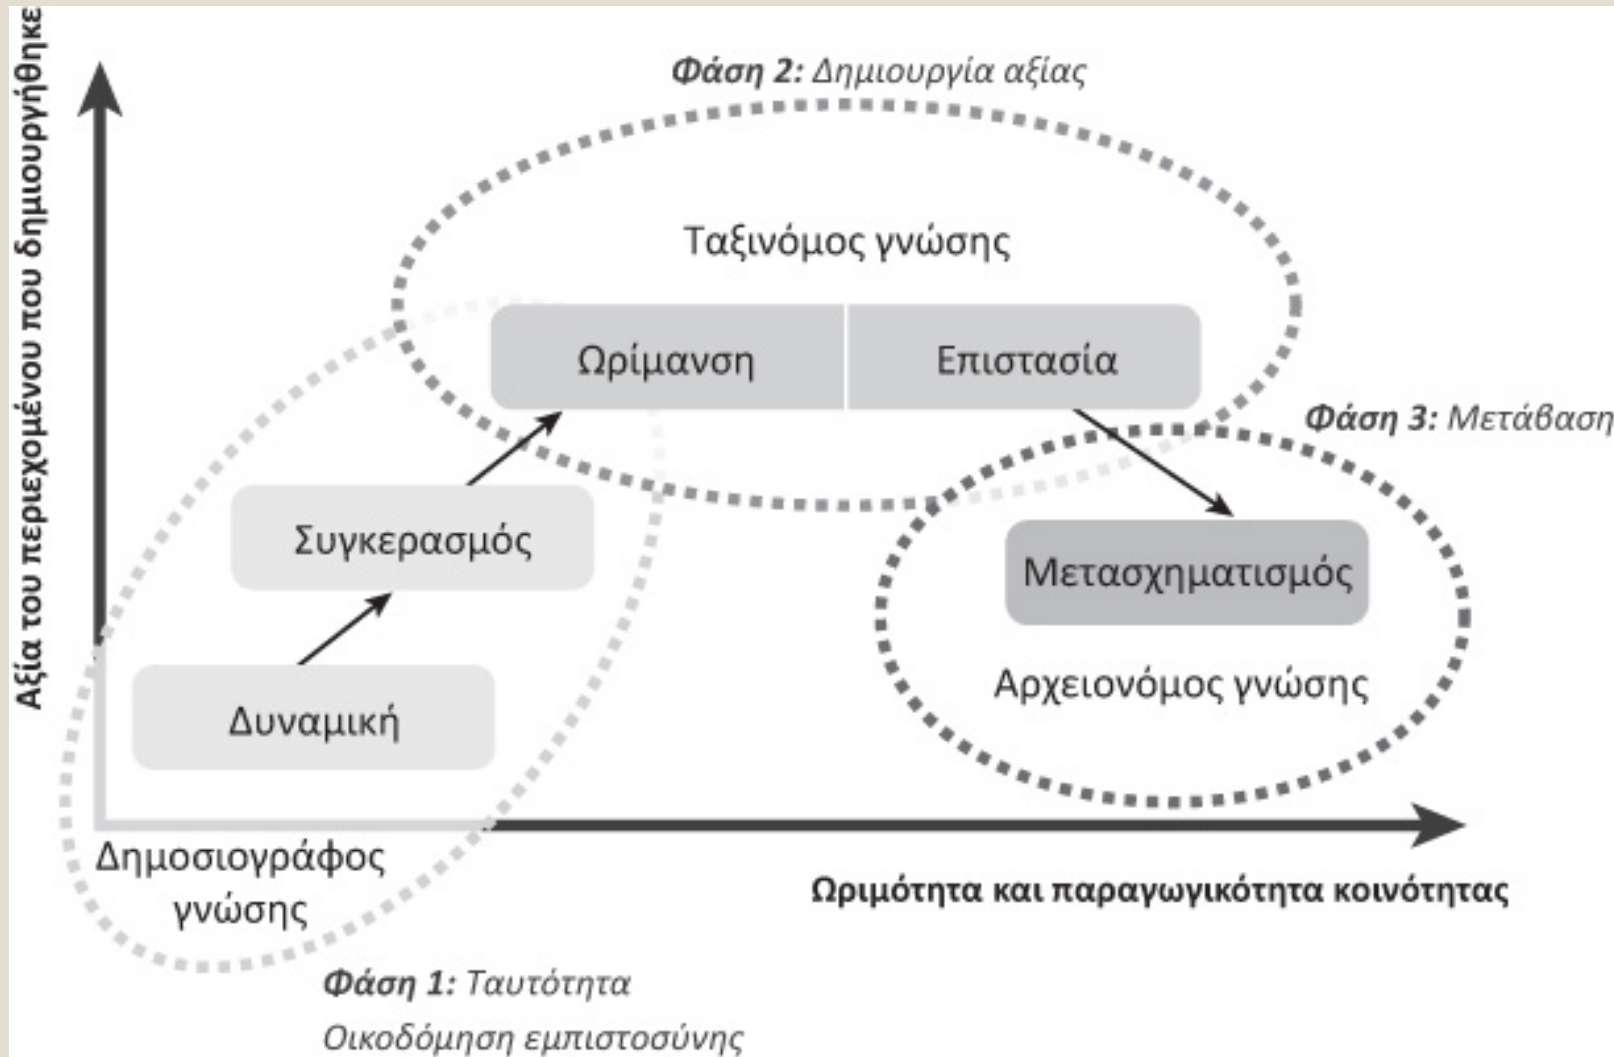 Αξία του περιεχομένου που δημιουργήθηκε
Φάση 2: Δημιουργία αξίας
Ταξινόμος γνώσης
Ωρίμανση
Επιστασία
Φάση 3: Μετάβαση
Συγκερασμός
Μετασχηματισμός
Αρχειονόμος γνώσης
Δυναμική
Δημοσιογράφος
γνώσης
Ωριμότητα και παραγωγικότητα κοινότητας
Φάση 1: Ταυτότητα
Οικοδόμηση εμπιστοσύνης